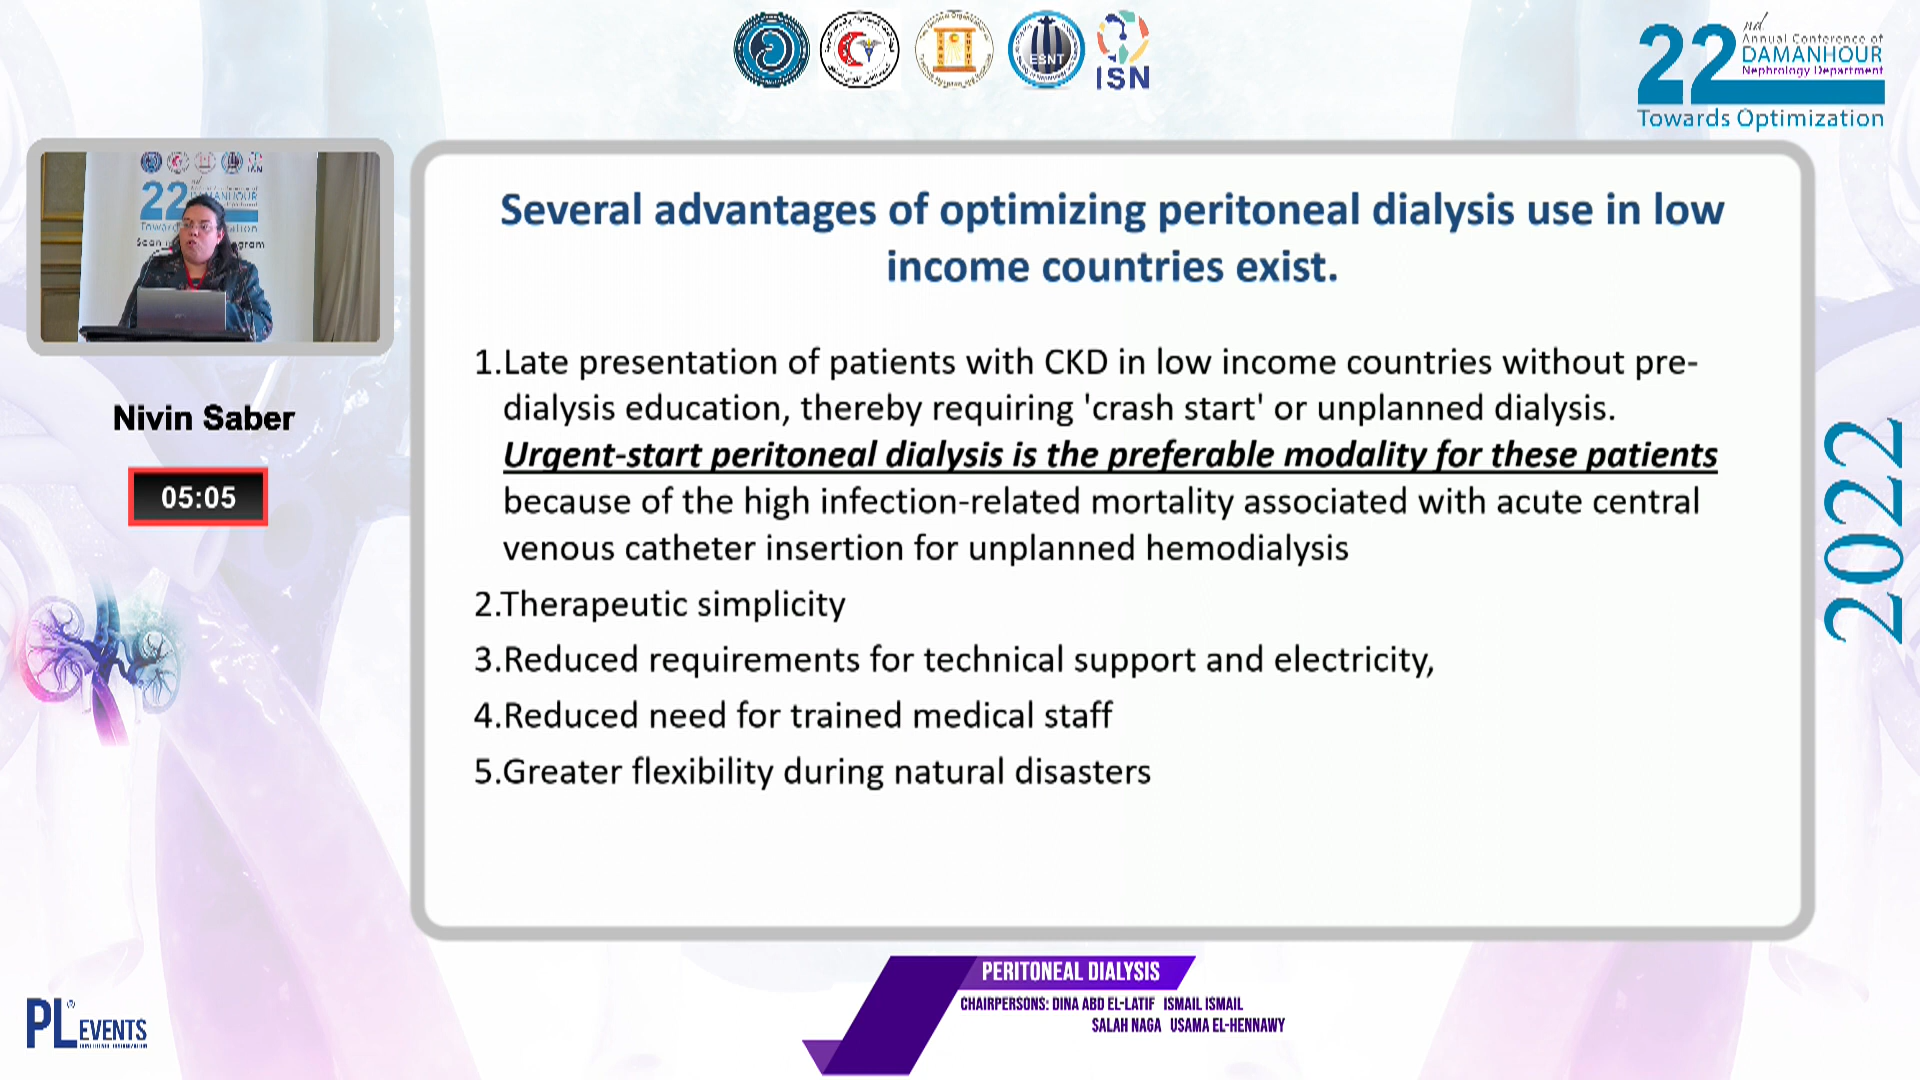 ESNT
ISN
22nd
Annual Conference of
DAMANHOUR
Nephrology Department
Towards Optimization
22
Nivin Saber
05:05
Several advantages of optimizing peritoneal dialysis use in low
income countries exist.
1.Late presentation of patients with CKD in low income countries without pre-
dialysis education, thereby requiring 'crash start' or unplanned dialysis.
Urgent-start peritoneal dialysis is the preferable modality for these patients
because of the high infection-related mortality associated with acute central
venous catheter insertion for unplanned hemodialysis
2.Therapeutic simplicity
3.Reduced requirements for technical support and electricity,
4.Reduced need for trained medical staff
5.Greater flexibility during natural disasters
2022
PERITONEAL DIALYSIS
CHAIRPERSONS: DINA ABD EL-LATIF ISMAIL ISMAIL
SALAH NAGA USAMA EL-HENNAWY
PL® EVENTS